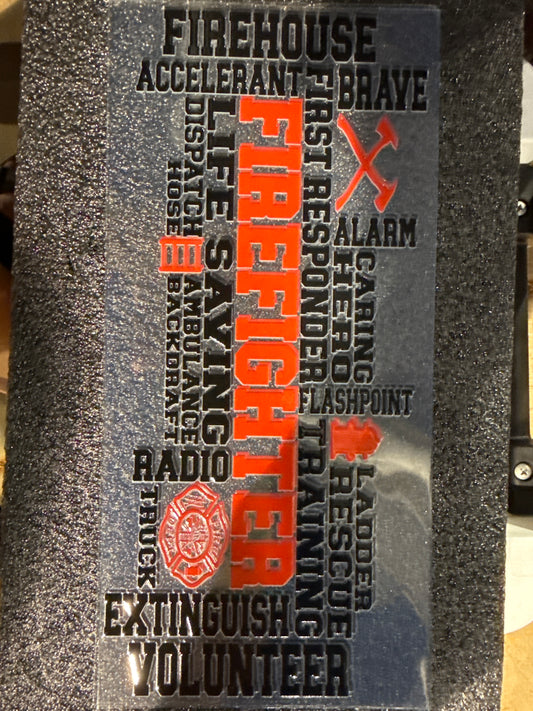 FIREHOUSE
ACCELERANT
FIRST RESPONDER
BRAVE
DISPATCH
HOSE
LIFE SAVING
FIREFIGHTER
ALARM
CARING
HERO
AMBULANCE
BACKDRAFT
FLASHPOINT
RADIO
TRAINING
LADDER
RESCUE
TRUCK
EXTINGUISH
VOLUNTEER